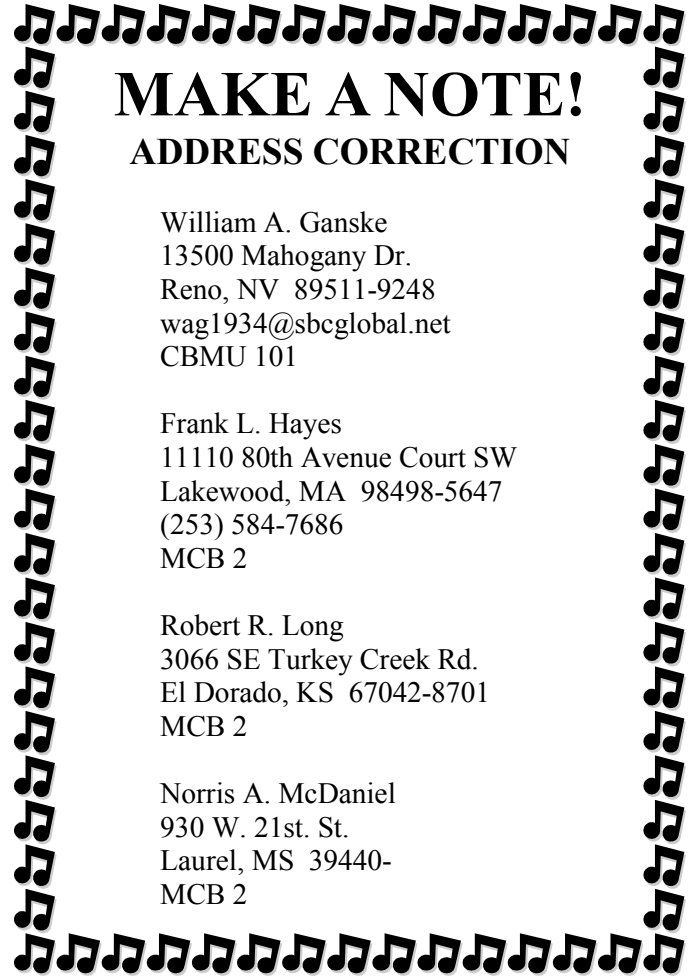 MAKE A NOTE!
ADDRESS CORRECTION
William A. Ganske
13500 Mahogany Dr.
Reno, NV  89511-9248
wag1934@sbcglobal.net
CBMU 101
Frank L. Hayes
11110 80th Avenue Court SW
Lakewood, MA  98498-5647
(253) 584-7686
MCB 2
Robert R. Long
3066 SE Turkey Creek Rd.
El Dorado, KS  67042-8701
MCB 2
Norris A. McDaniel
930 W. 21st. St.
Laurel, MS  39440-
MCB 2